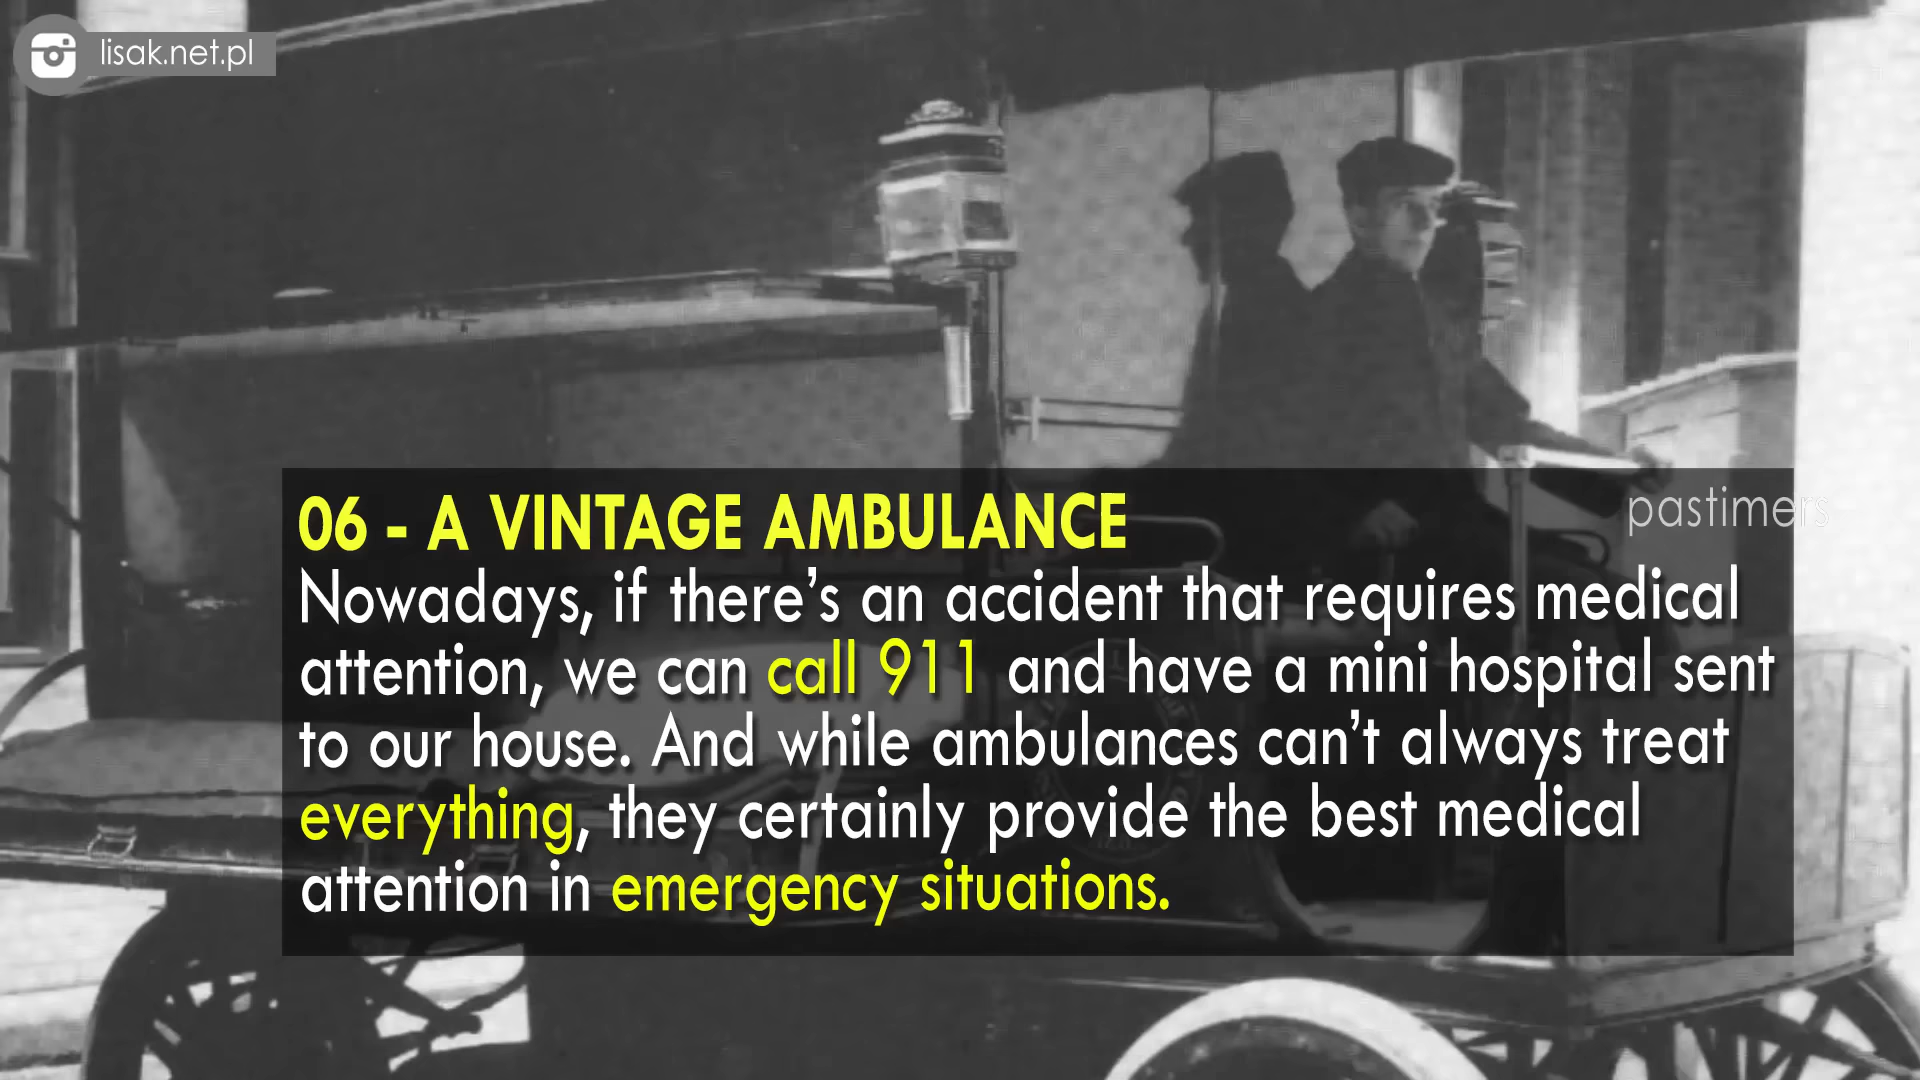 lisak.net.pl
06 - A VINTAGE AMBULANCE
pastimers
Nowadays, if there's an accident that requires medical
attention, we can call 911 and have a mini hospital sent
to our house. And while ambulances can't always treat
everything, they certainly provide the best medical
attention in emergency situations.